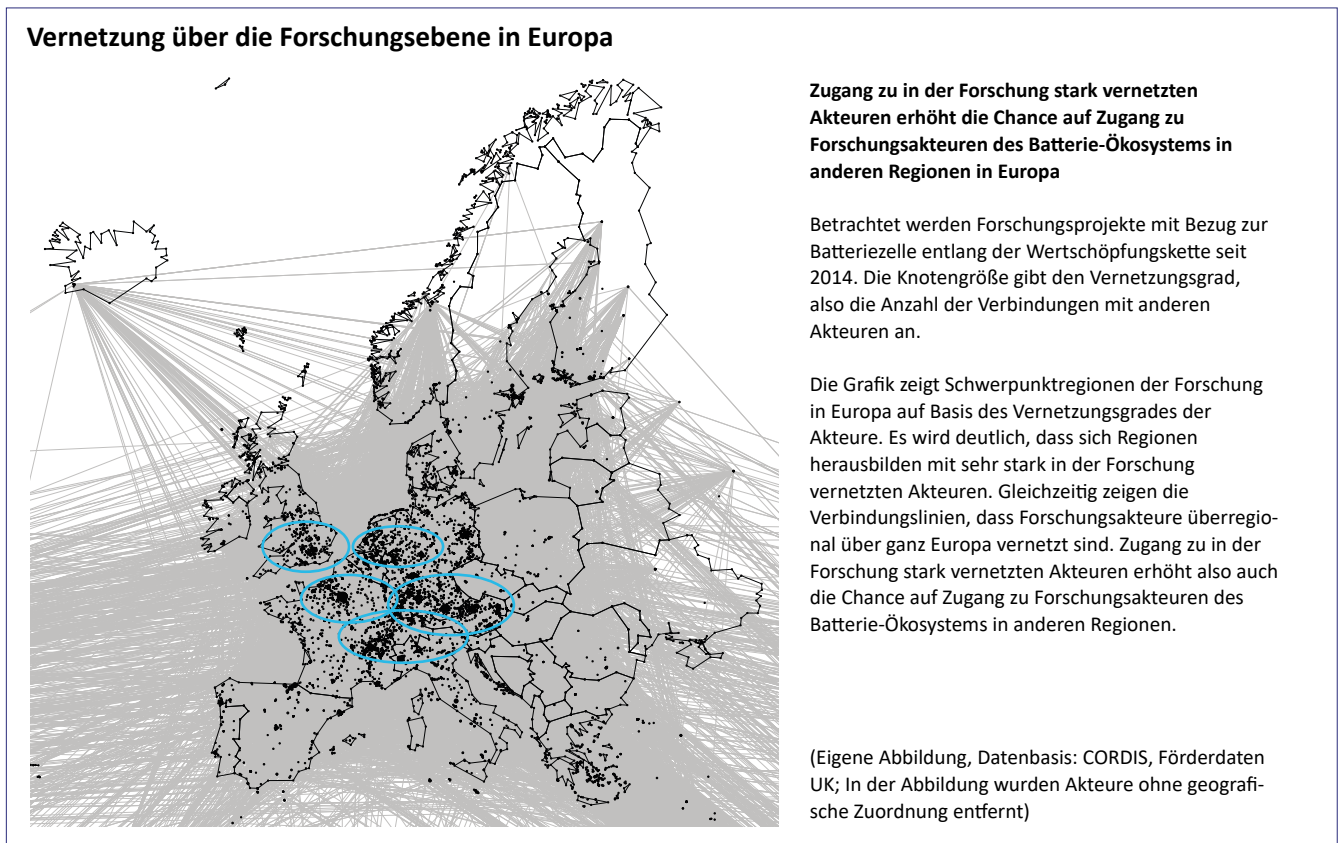 Vernetzung über die Forschungsebene in Europa
Zugang zu in der Forschung stark vernetzten
Akteuren erhöht die Chance auf Zugang zu
Forschungsakteuren des Batterie-Ökosystems in
anderen Regionen in Europa
Betrachtet werden Forschungsprojekte mit Bezug zur
Batteriezelle entlang der Wertschöpfungskette seit
2014. Die Knotengröße gibt den Vernetzungsgrad,
also die Anzahl der Verbindungen mit anderen
Akteuren an.
Die Grafik zeigt Schwerpunktregionen der Forschung
in Europa auf Basis des Vernetzungsgrades der
Akteure. Es wird deutlich, dass sich Regionen
herausbilden mit sehr stark in der Forschung
vernetzten Akteuren. Gleichzeitig zeigen die
Verbindungslinien, dass Forschungsakteure überregio-
nal über ganz Europa vernetzt sind. Zugang zu in der
Forschung stark vernetzten Akteuren erhöht also auch
die Chance auf Zugang zu Forschungsakteuren des
Batterie-Ökosystems in anderen Regionen.
(Eigene Abbildung, Datenbasis: CORDIS, Förderdaten
UK; In der Abbildung wurden Akteure ohne geografi-
sche Zuordnung entfernt)